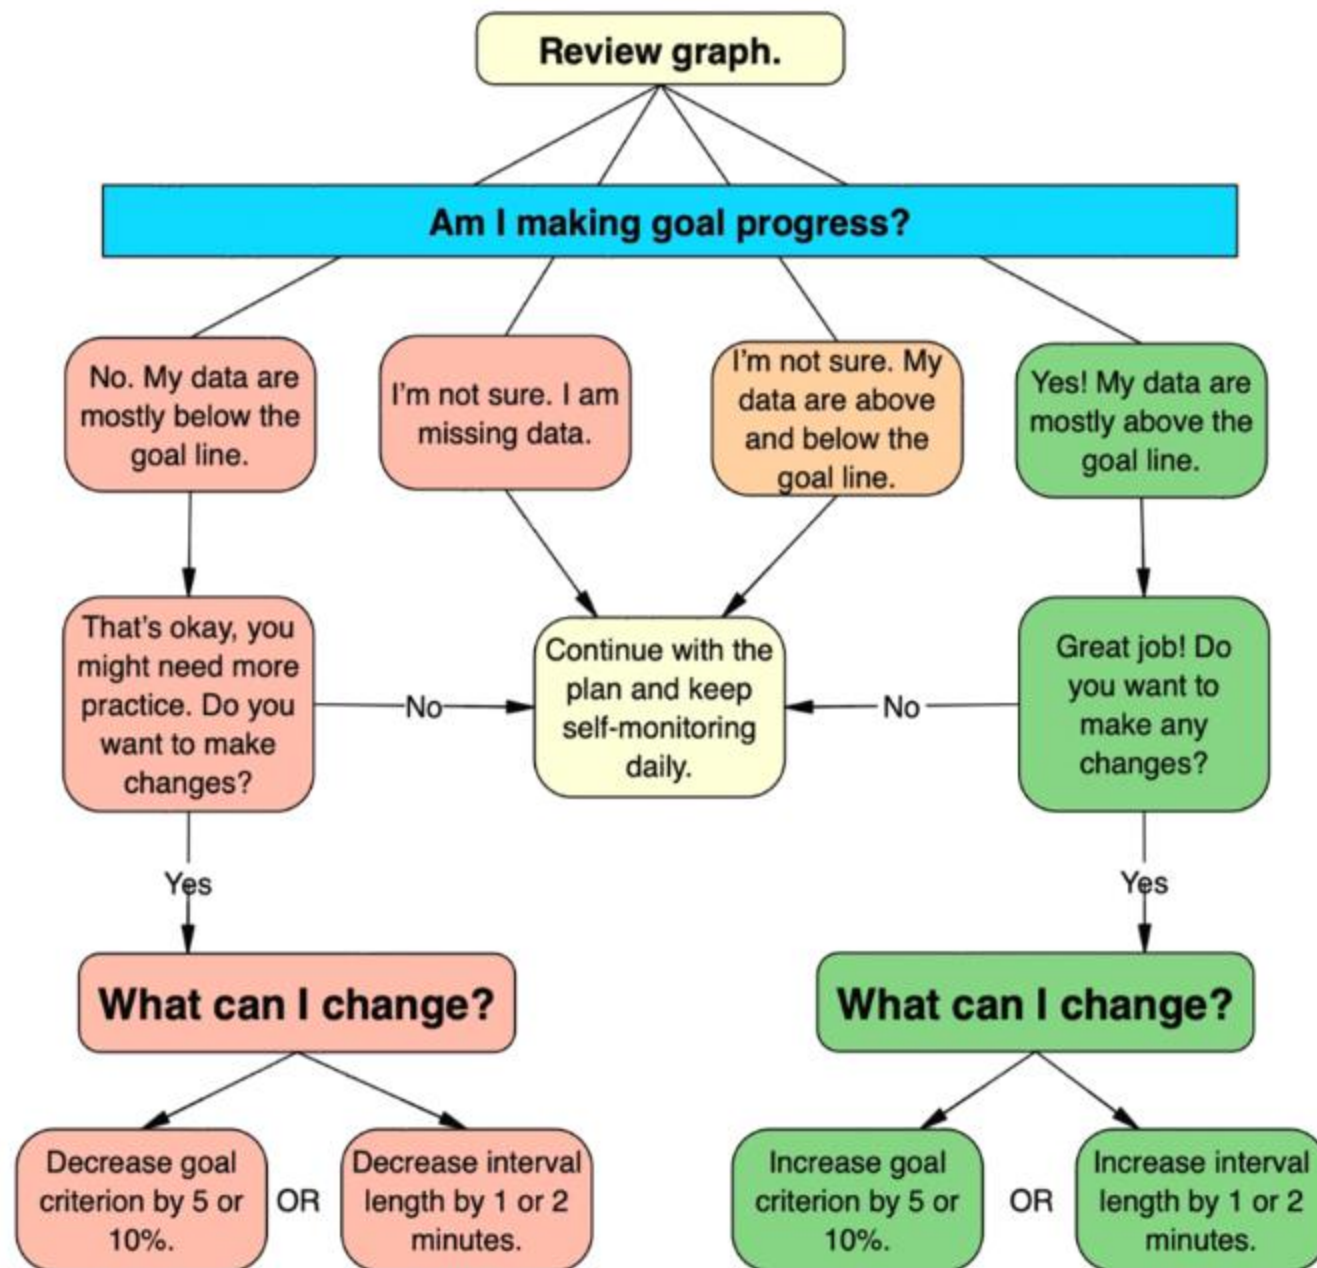 Review graph.
Am I making goal progress?
No. My data are
mostly below the
goal line.
I'm not sure. I am
missing data.
I'm not sure. My
data are above
and below the
goal line.
Yes! My data are
mostly above the
goal line.
That's okay, you
might need more
practice. Do you
want to make
changes?
No
Continue with the
plan and keep
self-monitoring
daily.
No
Great job! Do
you want to
make any
changes?
Yes
Yes
What can I change?
What can I change?
Decrease goal
criterion by 5 or
10%.
OR
Decrease interval
length by 1 or 2
minutes.
Increase goal
criterion by 5 or
10%.
OR
Increase interval
length by 1 or 2
minutes.